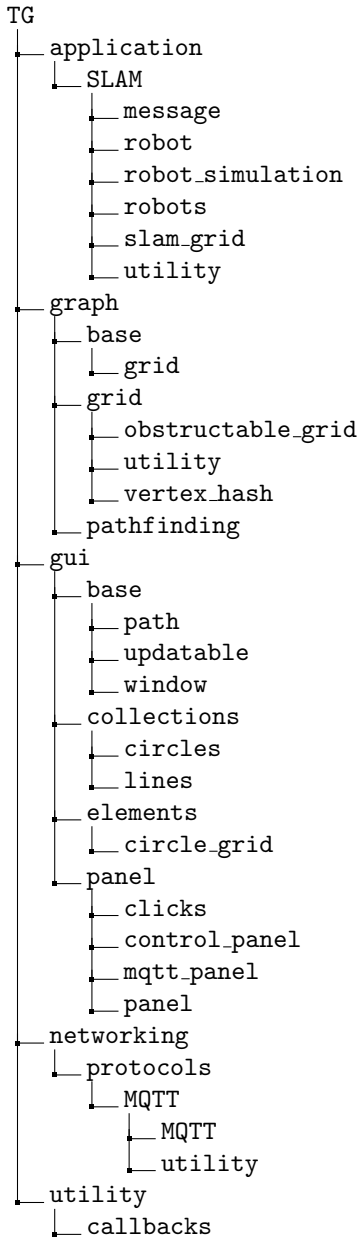 TG
application
SLAM
message
robot
robot_simulation
robots
slam_grid
utility
graph
base
grid
grid
obstructable_grid
utility
vertex_hash
pathfinding
gui
base
path
updatable
window
collections
circles
lines
elements
circle_grid
panel
clicks
control_panel
mqtt_panel
panel
networking
protocols
MQTT
MQTT
utility
utility
callbacks